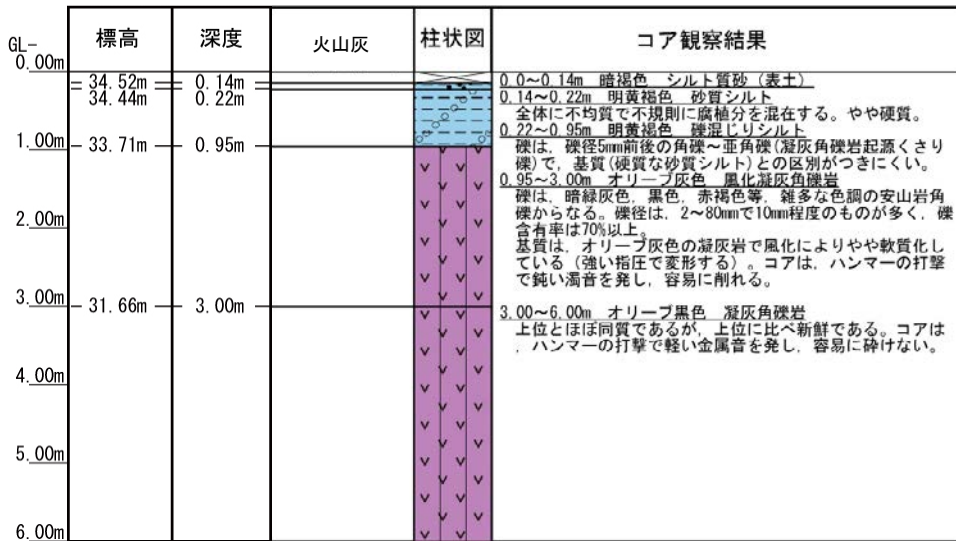 GL-
標高 深度 火山灰 柱状図 コア観察結果
0.00m
34.52m 0.14m
34.44m 0.22m
1.00m
33.71m 0.95m
2.00m
3.00m
31.66m 3.00m
4.00m
5.00m
6.00m
0.0～0.14m 暗褐色 シルト質砂（表土）
0.14～0.22m 明黄褐色 砂質シルト
全体に不均質で不規則に腐植分を混在する。やや硬質。
0.22～0.95m 明黄褐色 礫混じりシルト
礫は，礫径5mm前後の角礫～亜角礫(凝灰角礫岩起源くさり
礫)で，基質(硬質な砂質シルト)との区別がつきにくい。
0.95～3.00m オリーブ灰色 風化凝灰角礫岩
礫は，暗緑灰色，黒色，赤褐色等，雑多な色調の安山岩角
礫からなる。礫径は，2～80mmで10mm程度のものが多く，礫
含有率は70%以上。
基質は，オリーブ灰色の凝灰岩で風化によりやや軟質化し
ている（強い指圧で変形する）。コアは，ハンマーの打撃
で鈍い濁音を発し，容易に削れる。
3.00～6.00m オリーブ黒色 凝灰角礫岩
上位とほぼ同質であるが，上位に比べ新鮮である。コアは
，ハンマーの打撃で軽い金属音を発し，容易に砕けない。